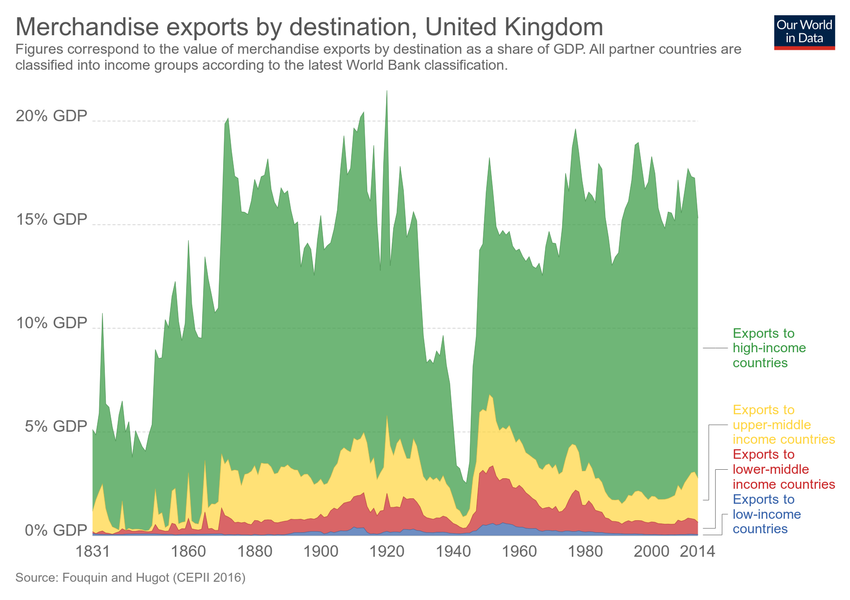 Merchandise exports by destination, United Kingdom
Our World
in Data
Figures correspond to the value of merchandise exports by destination as a share of GDP. All partner countries are
classified into income groups according to the latest World Bank classification.
20% GDP
15% GDP
10% GDP
5% GDP
0% GDP
Exports to
high-income
countries
Exports to
upper-middle
income countries
Exports to
lower-middle
income countries
Exports to
low-income
countries
1831
1860
1880
1900
1920
1940
1960
1980
2000
2014
Source: Fouquin and Hugot (CEPII 2016)